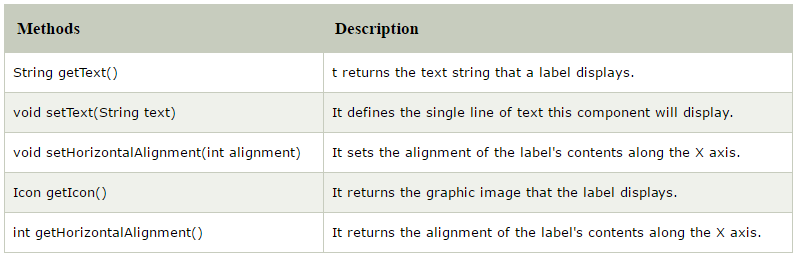 Methods Description
String getText() t returns the text string that a label displays.
void setText(String text) It defines the single line of text this component will display.
void setHorizontalAlignment(int alignment) It sets the alignment of the label's contents along the X axis.
Icon getIcon() It returns the graphic image that the label displays.
int getHorizontalAlignment() It returns the alignment of the label's contents along the X axis.